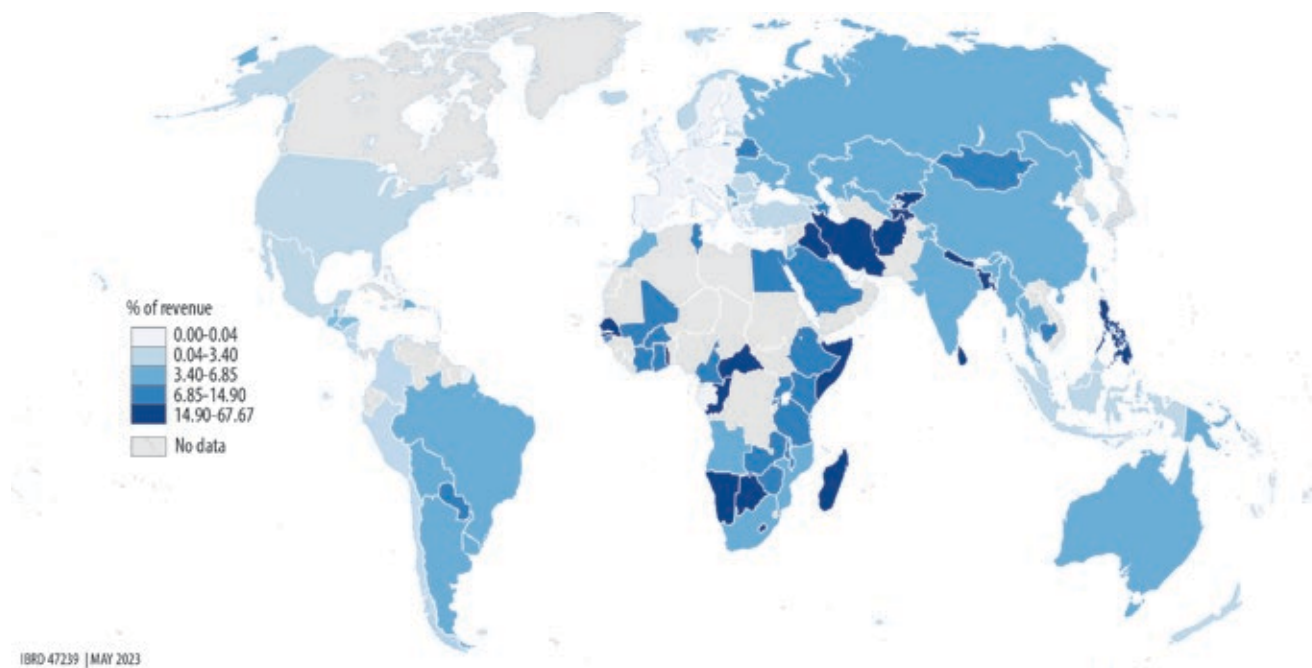 % of revenue
0.00-0.04
0.04-3.40
3.40-6.85
6.85-14.90
14.90-67.67
No data
IBRD 47239 | MAY 2023